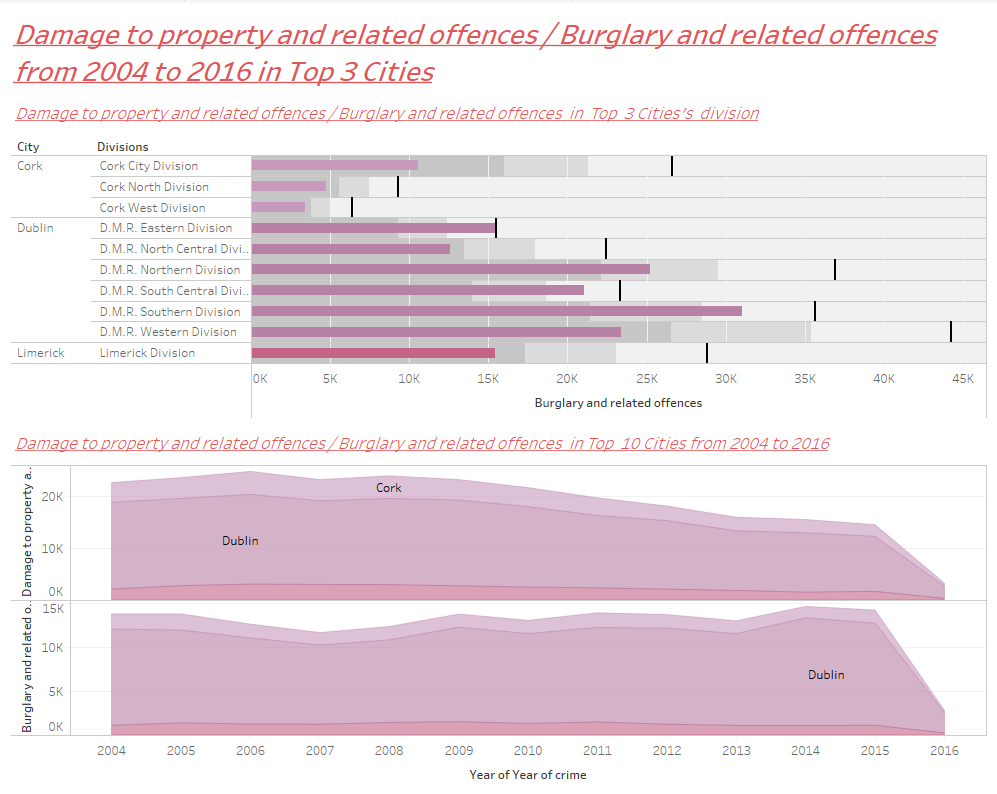 Damage to property and related offences / Burglary and related offences
from 2004 to 2016 in Top 3 Cities
Damage to property and related offences / Burglary and related offences in Top 3 Cities's division
City Divisions
Cork Cork City Division
Cork North Division
Cork West Division
Dublin D.M.R. Eastern Division
D.M.R. North Central Divi..
D.M.R. Northern Division
D.M.R. South Central Divi..
D.M.R. Southern Division
D.M.R. Western Division
Limerick Limerick Division
0K 5K 10K 15K 20K 25K 30K 35K 40K 45K
Burglary and related offences
Damage to property and related offences / Burglary and related offences in Top 10 Cities from 2004 to 2016
Damage to property a..
20K
10K
0K
Cork
Dublin
Burglary and related o..
15K
10K
5K
0K
Dublin
2004 2005 2006 2007 2008 2009 2010 2011 2012 2013 2014 2015 2016
Year of Year of crime